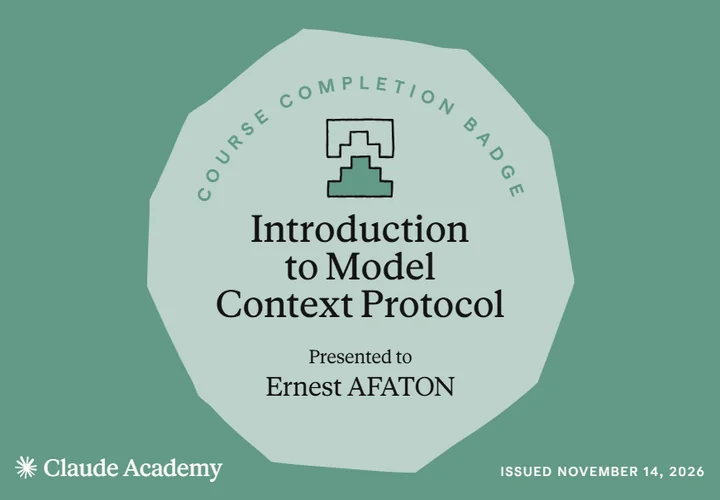 COURSE COMPLETION BADGE
Introduction
to Model
Context Protocol
Presented to
Ernest AFATON
Claude Academy
ISSUED NOVEMBER 14, 2026